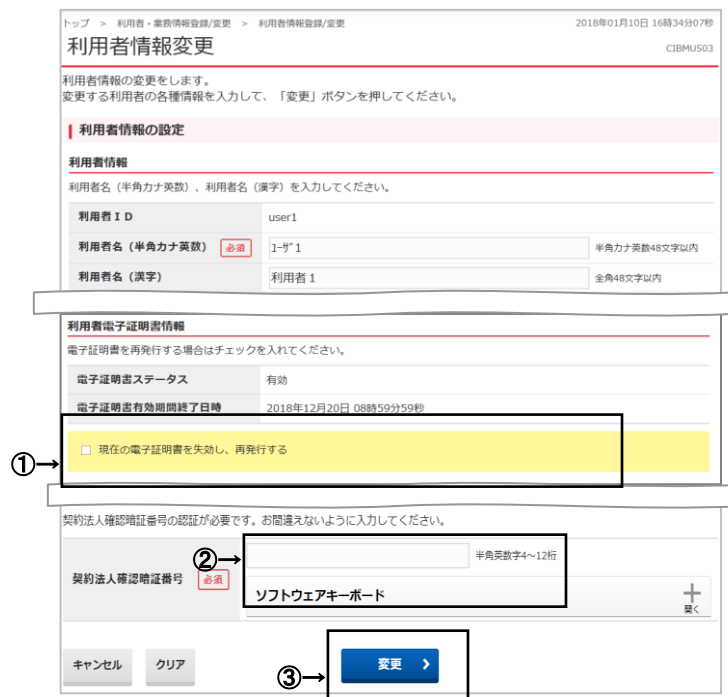 トップ > 利用者・業務情報登録/変更 > 利用者情報登録/変更 2018年01月10日 16時34分07秒
利用者情報変更 CIBMU503
利用者情報の変更をします。
変更する利用者の各種情報を入力して、「変更」ボタンを押してください。
利用者情報の設定
利用者情報
利用者名(半角カナ英数)、利用者名(漢字)を入力してください。
利用者ID user1
利用者名(半角カナ英数) 必須 ユーザ1 半角カナ英数48文字以内
利用者名(漢字) 利用者1 全角48文字以内
利用者電子証明書情報
電子証明書を再発行する場合はチェックを入れてください。
電子証明書ステータス 有効
電子証明書有効期間終了日時 2018年12月20日 08時59分59秒
①→ 現在の電子証明書を失効し、再発行する
契約法人確認暗証番号の認証が必要です。お間違えないように入力してください。
契約法人確認暗証番号 必須 ②→ 半角英数字4~12桁
ソフトウェアキーボード 開く
キャンセル クリア ③→ 変更